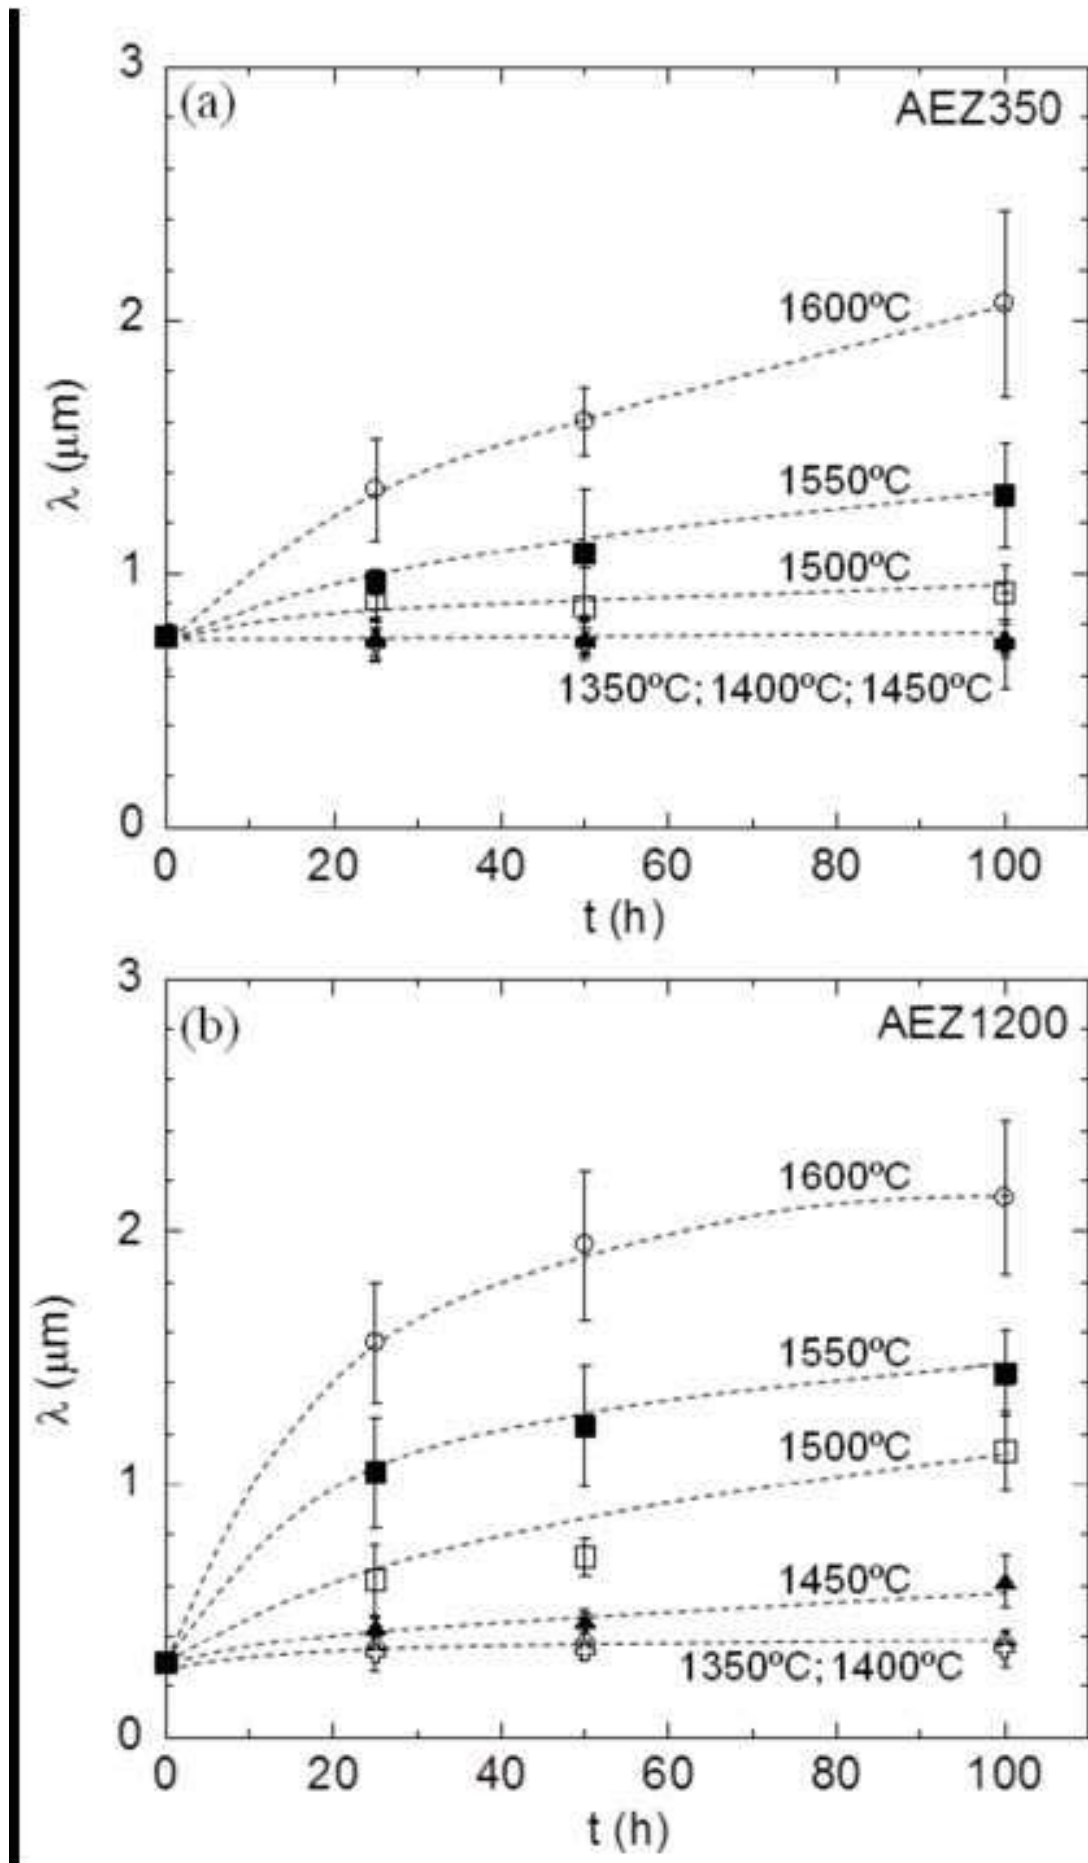 3
(a)
AEZ350
1600ºC
2
λ (μm)
1550ºC
1
1500ºC
1350ºC; 1400ºC; 1450ºC
0
0 20 40 60 80 100
t (h)
3
(b)
AEZ1200
1600ºC
2
λ (μm)
1550ºC
1500ºC
1
1450ºC
1350ºC; 1400ºC
0
0 20 40 60 80 100
t (h)